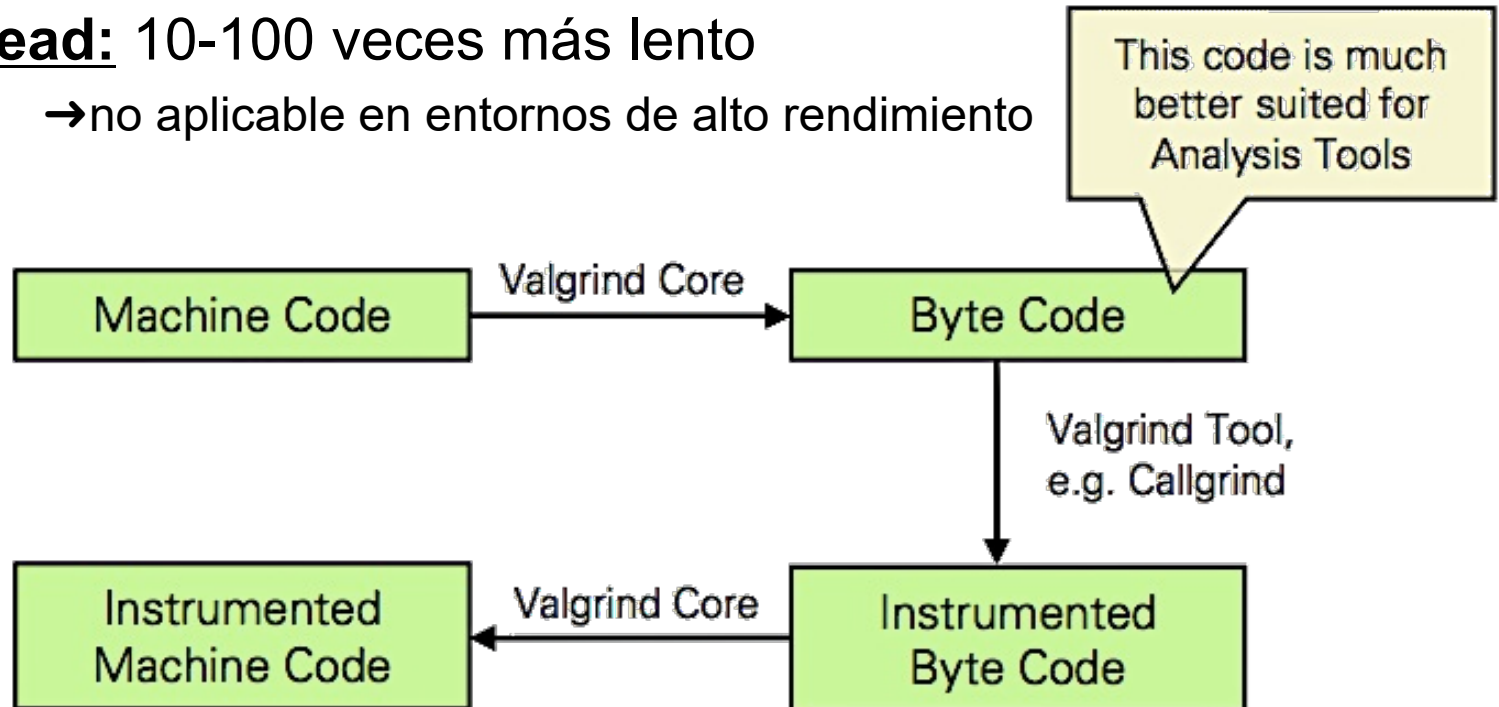 ead: 10-100 veces más lento
➔no aplicable en entornos de alto rendimiento
This code is much
better suited for
Analysis Tools
Machine Code
Valgrind Core
Byte Code
Valgrind Tool,
e.g. Callgrind
Instrumented
Machine Code
Valgrind Core
Instrumented
Byte Code